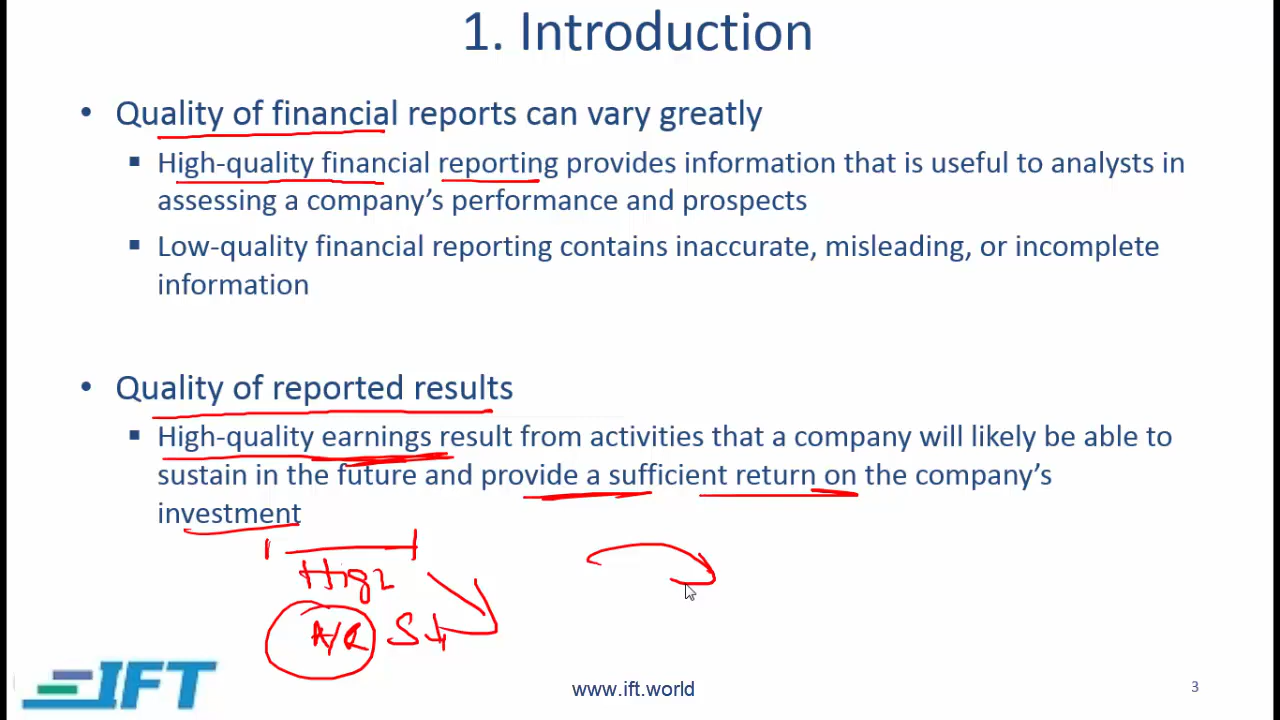 1. Introduction
• Quality of financial reports can vary greatly
▪ High-quality financial reporting provides information that is useful to analysts in
assessing a company's performance and prospects
▪ Low-quality financial reporting contains inaccurate, misleading, or incomplete
information
• Quality of reported results
▪ High-quality earnings result from activities that a company will likely be able to
sustain in the future and provide a sufficient return on the company's
investment
High
A/R S↓
IFT
www.ift.world
3